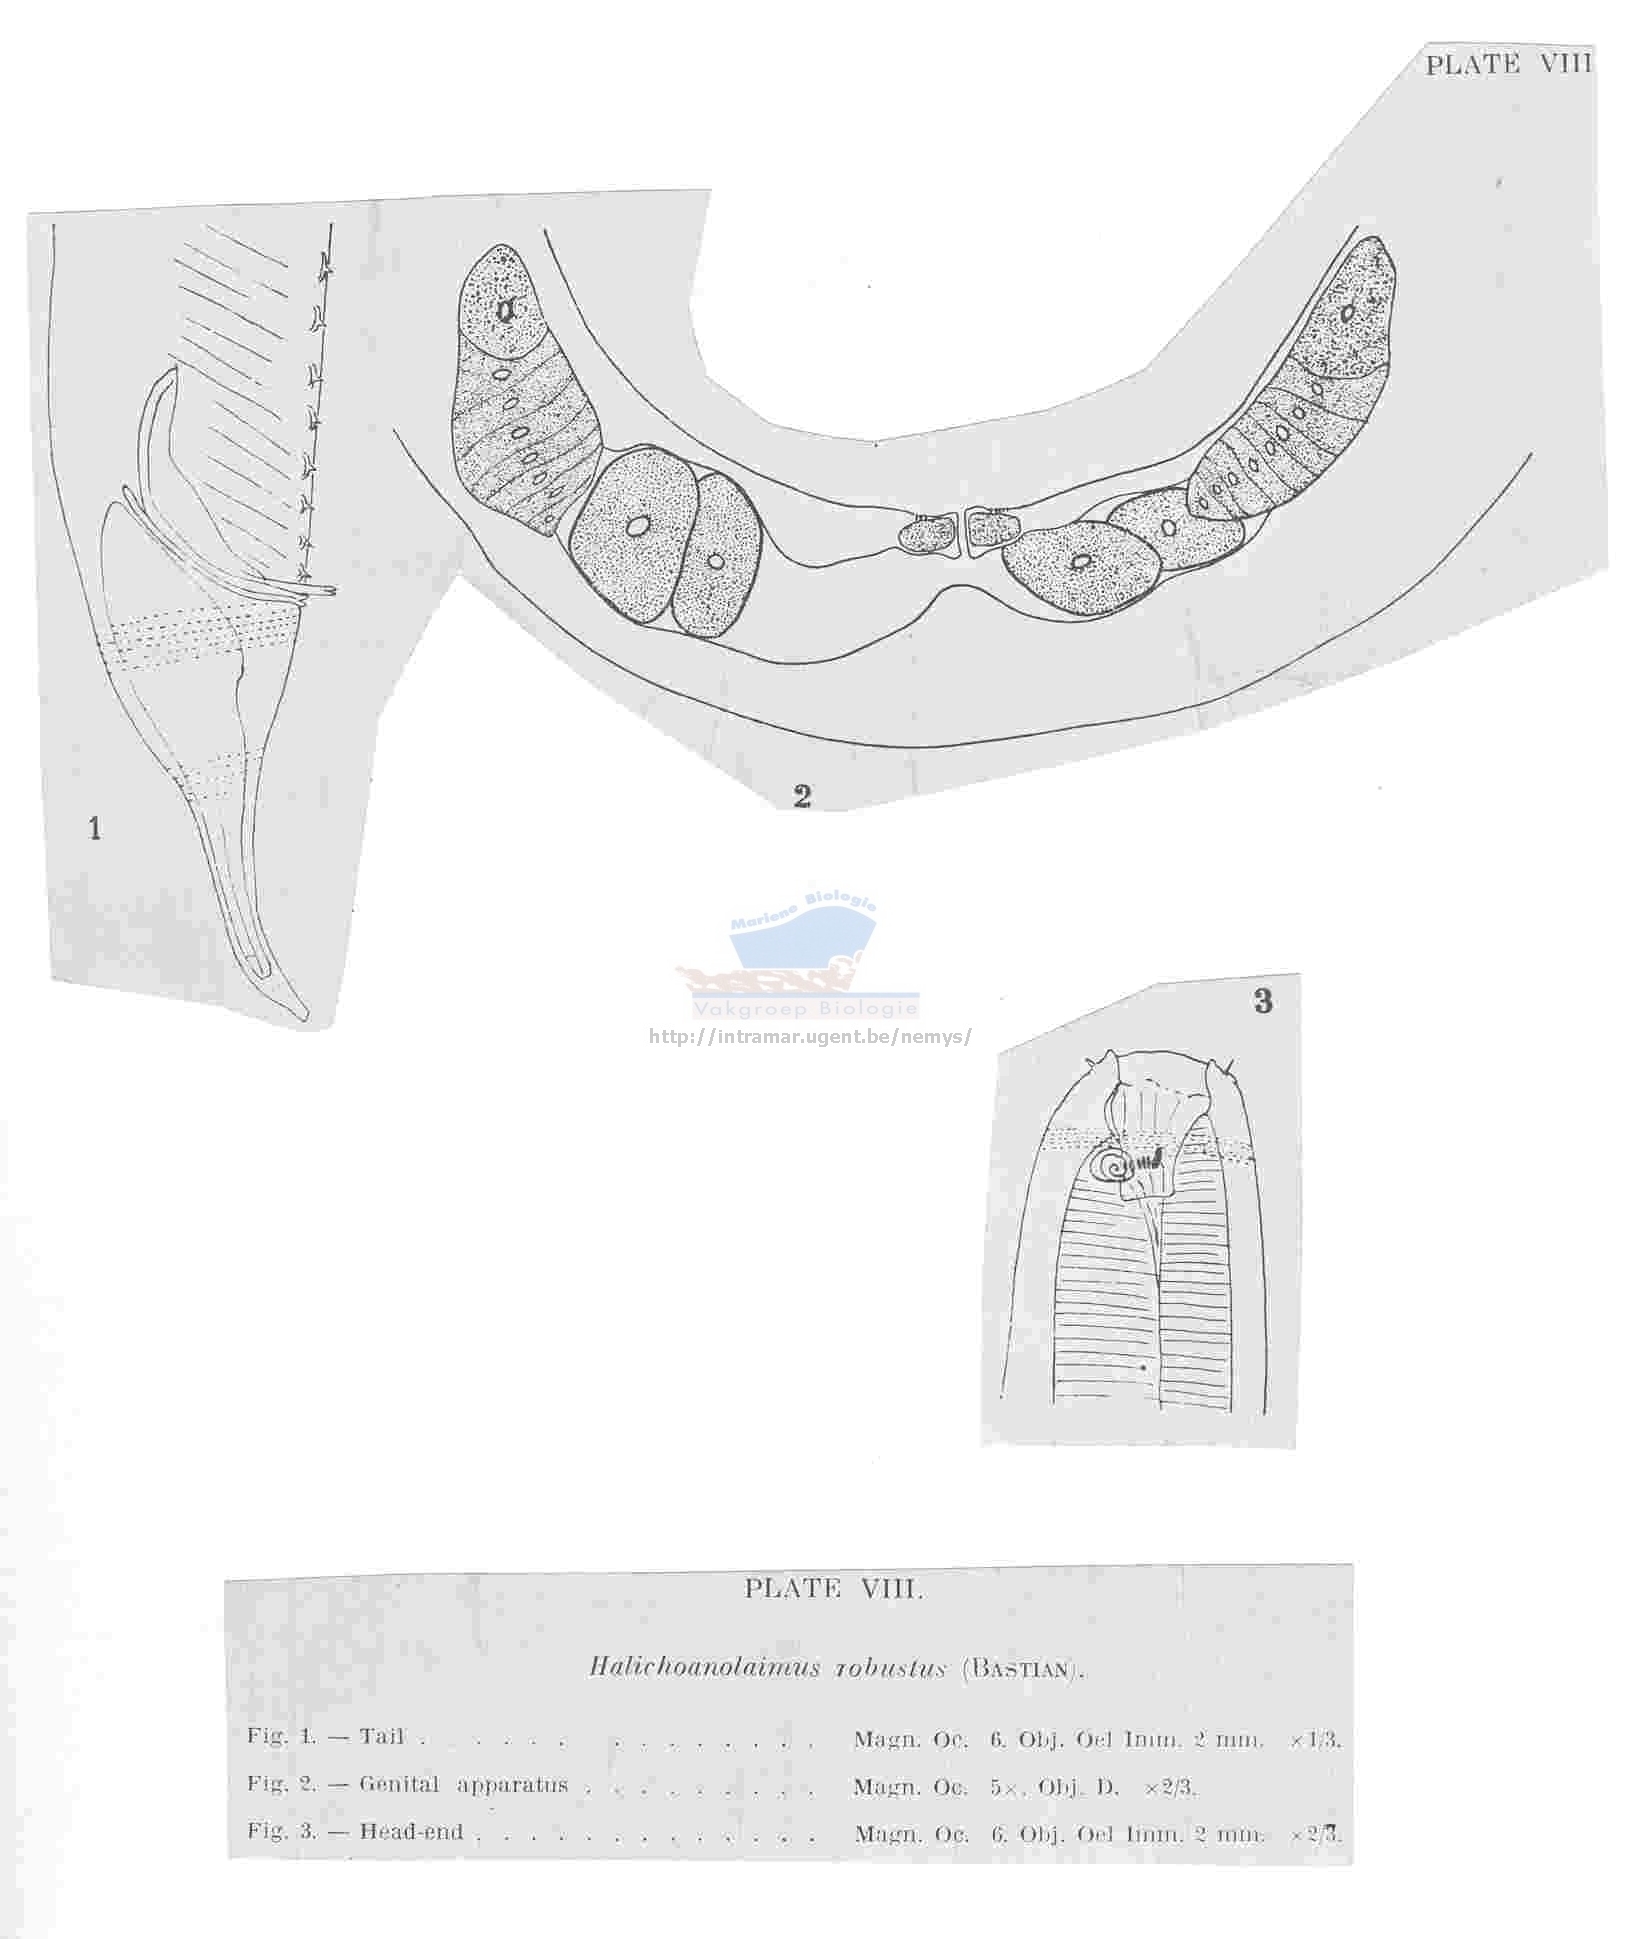 PLATE VIII
1
2
Mariene Biologie
Vakgroep Biologie
http://intramar.ugent.be/nemys/
3
PLATE VIII.
Halichoanolaimus robustus (BASTIAN).
Fig. 1. — Tail . . . . . . . . . . . . . . Magn. Oc. 6. Obj. Oel Imm. 2 mm. ×1/3.
Fig. 2. — Genital apparatus . . . . . . . . . Magn. Oc. 5×. Obj. D. ×2/3.
Fig. 3. — Head-end . . . . . . . . . . . . . Magn. Oc. 6. Obj. Oel Imm. 2 mm. ×2/3.